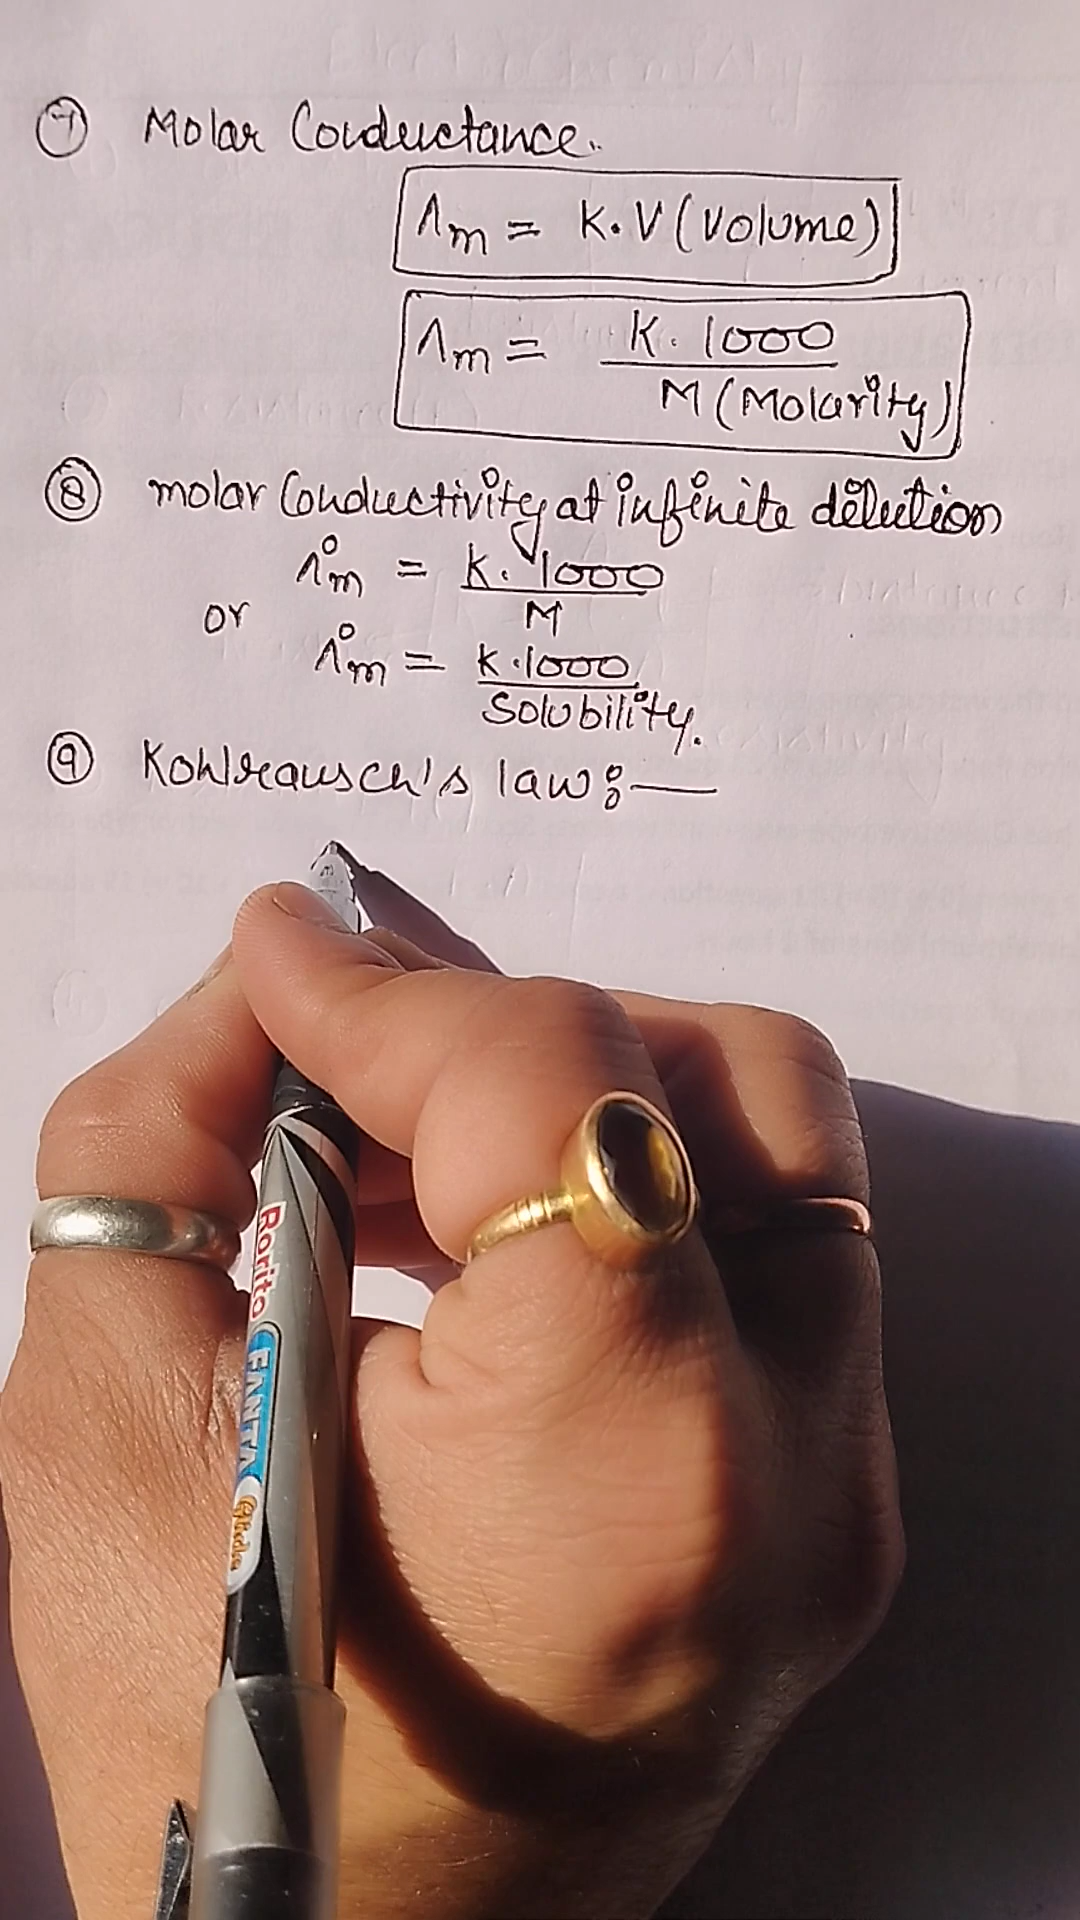 ⑦ Molar Conductance.
Λm = K.V (Volume)
Λm = K. 1000
M (Molarity)
⑧ molar Conductivity at infinite dilution
Λ°m = K. 1000
M
or
Λ°m = K.1000
Solubility.
⑨ Kohlrausch's law:—
Rorito
FANTA